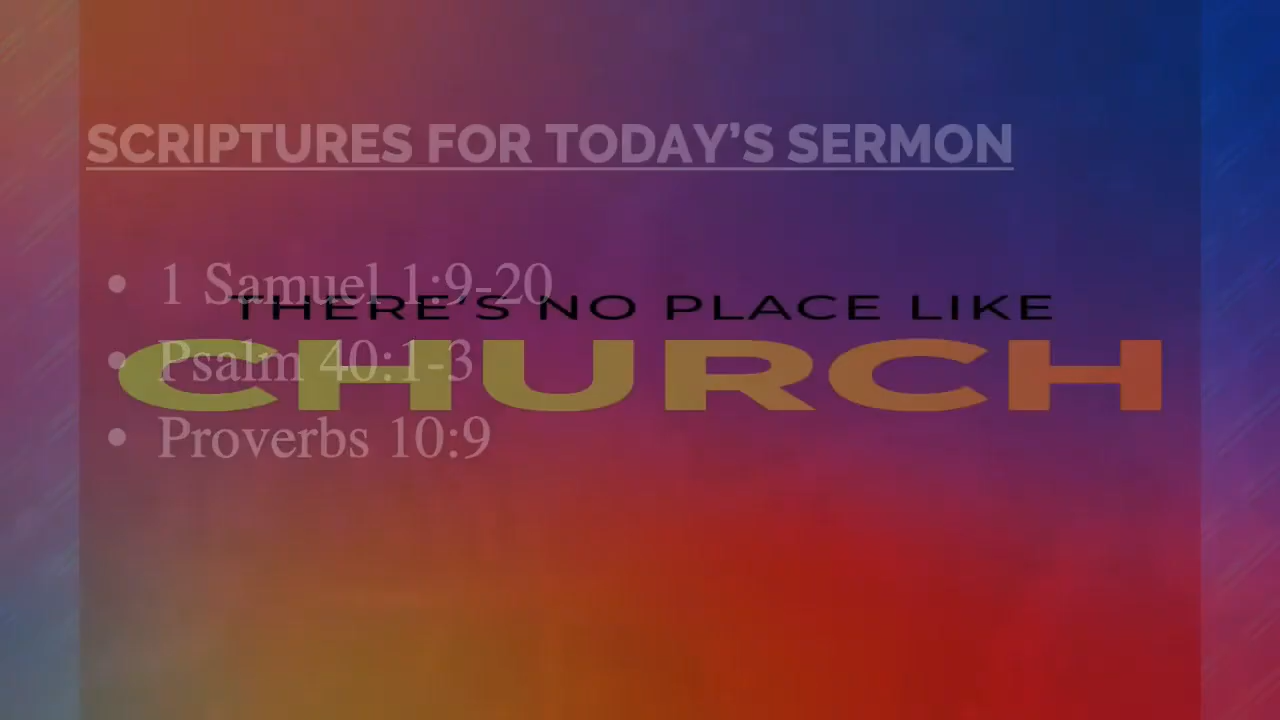 SCRIPTURES FOR TODAY’S SERMON
• 1 Samuel 1:9-20
THERE’S NO PLACE LIKE
• Psalm 40:1-3
CHURCH
• Proverbs 10:9